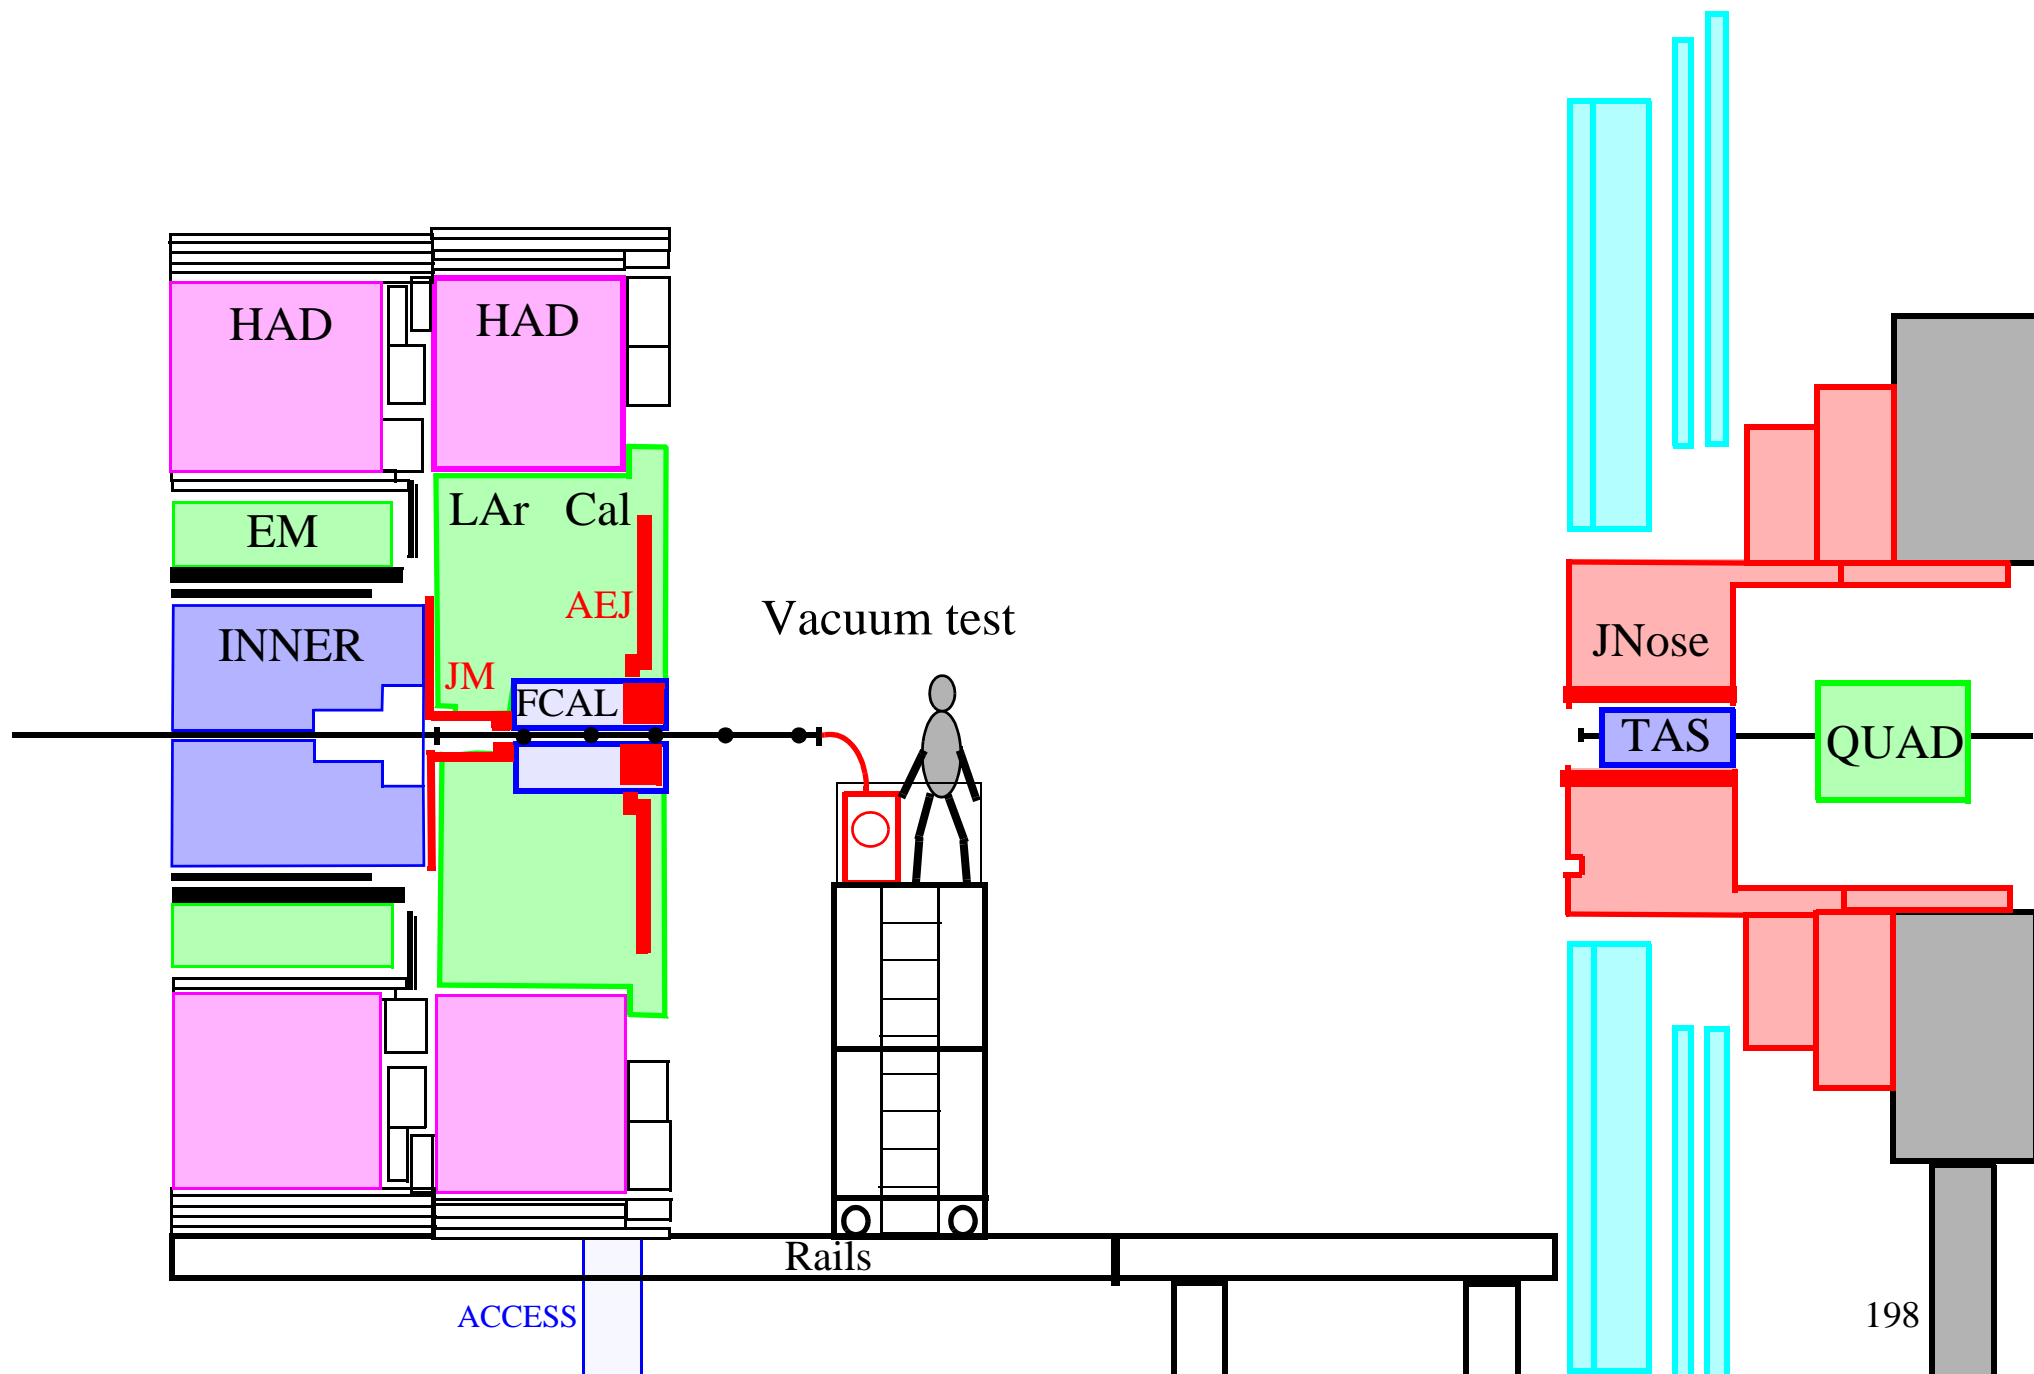 HAD
HAD
LAr Cal
EM
AEJ
Vacuum test
INNER
JNose
JM
FCAL
TAS
QUAD
Rails
ACCESS
198